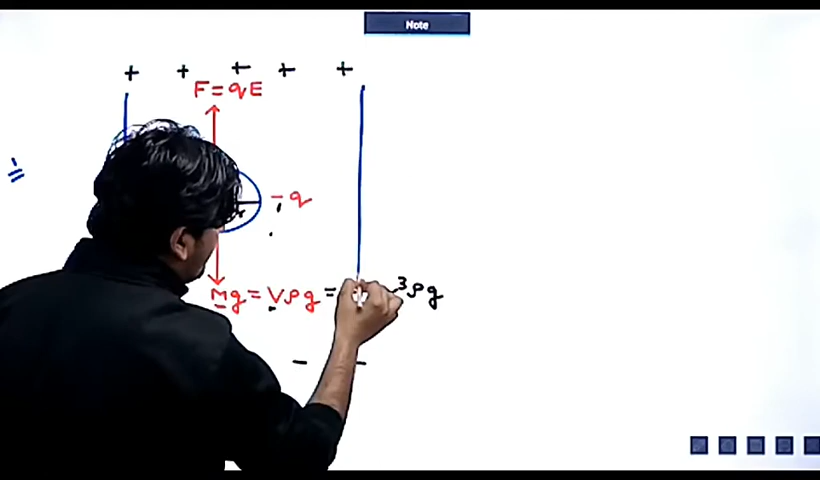 Note
+ + + + +
F = qE
- q
Mg = Vρg = ³ρg
- -